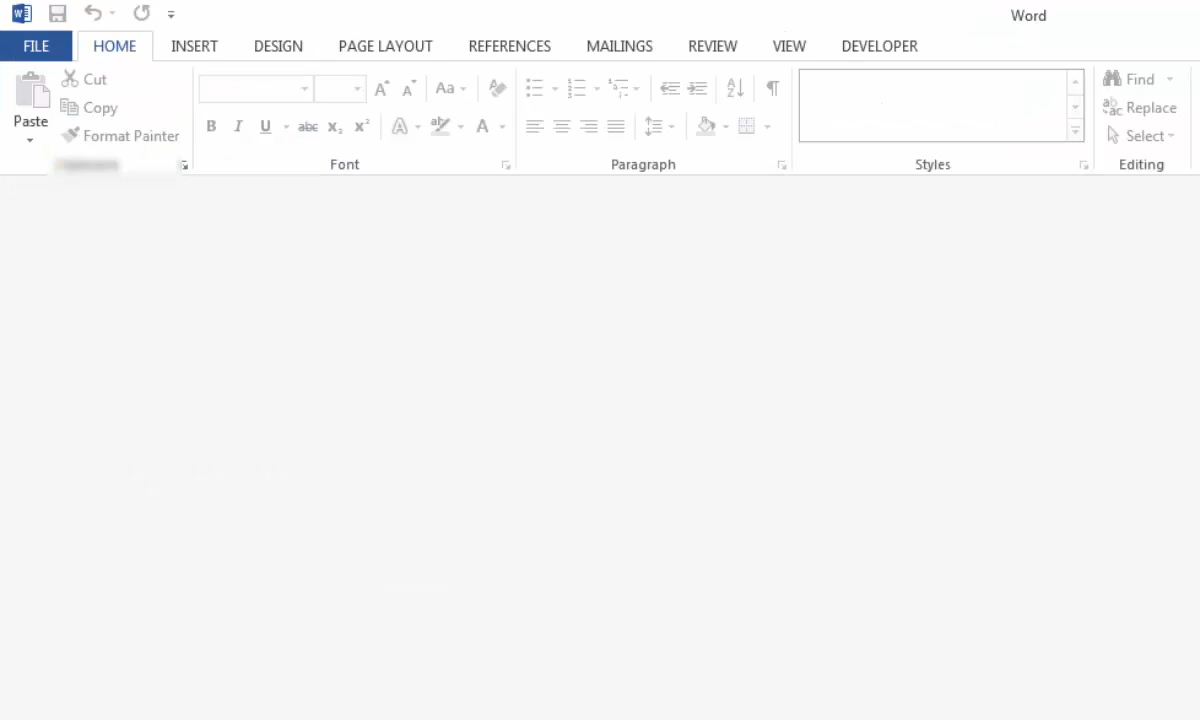 Word
FILE HOME INSERT DESIGN PAGE LAYOUT REFERENCES MAILINGS REVIEW VIEW DEVELOPER
Paste
Cut
Copy
Format Painter
Font
Paragraph
Styles
Find
Replace
Select
Editing